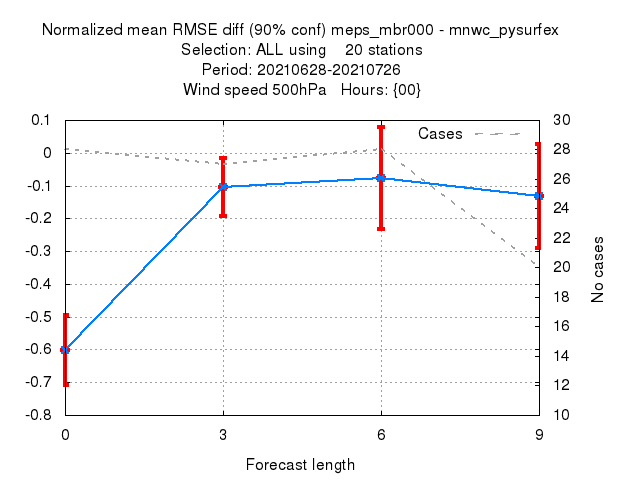 Normalized mean RMSE diff (90% conf) meps_mbr000 - mnwc_pysurfex
Selection: ALL using 20 stations
Period: 20210628-20210726
Wind speed 500hPa Hours: {00}
Cases
0.1
0
-0.1
-0.2
-0.3
-0.4
-0.5
-0.6
-0.7
-0.8
30
28
26
24
22
20
18
16
14
12
10
No cases
0 3 6 9
Forecast length